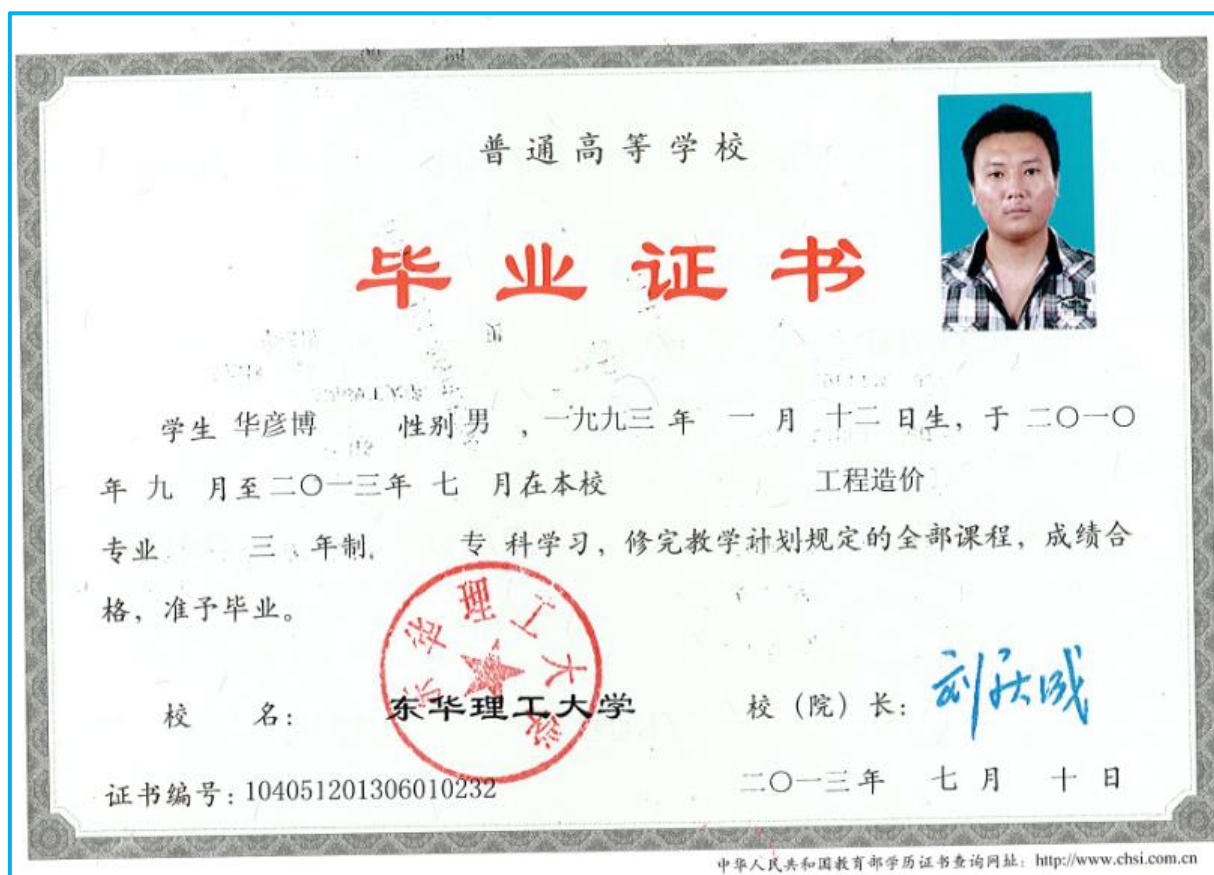 普通高等学校
毕业证书
学生 华彦博 性别 男 , 一九九三 年 一 月 十二 日生, 于 二〇一〇
年 九 月至 二〇一三年 七 月在本校 工程造价
专业 三 年制, 专 科学习, 修完教学计划规定的全部课程, 成绩合
格, 准予毕业。
东华理工大学
校 名: 东华理工大学 校（院）长:
证书编号: 104051201306010232 二〇一三年 七 月 十 日
中华人民共和国教育部学历证书查询网址: http://www.chsi.com.cn